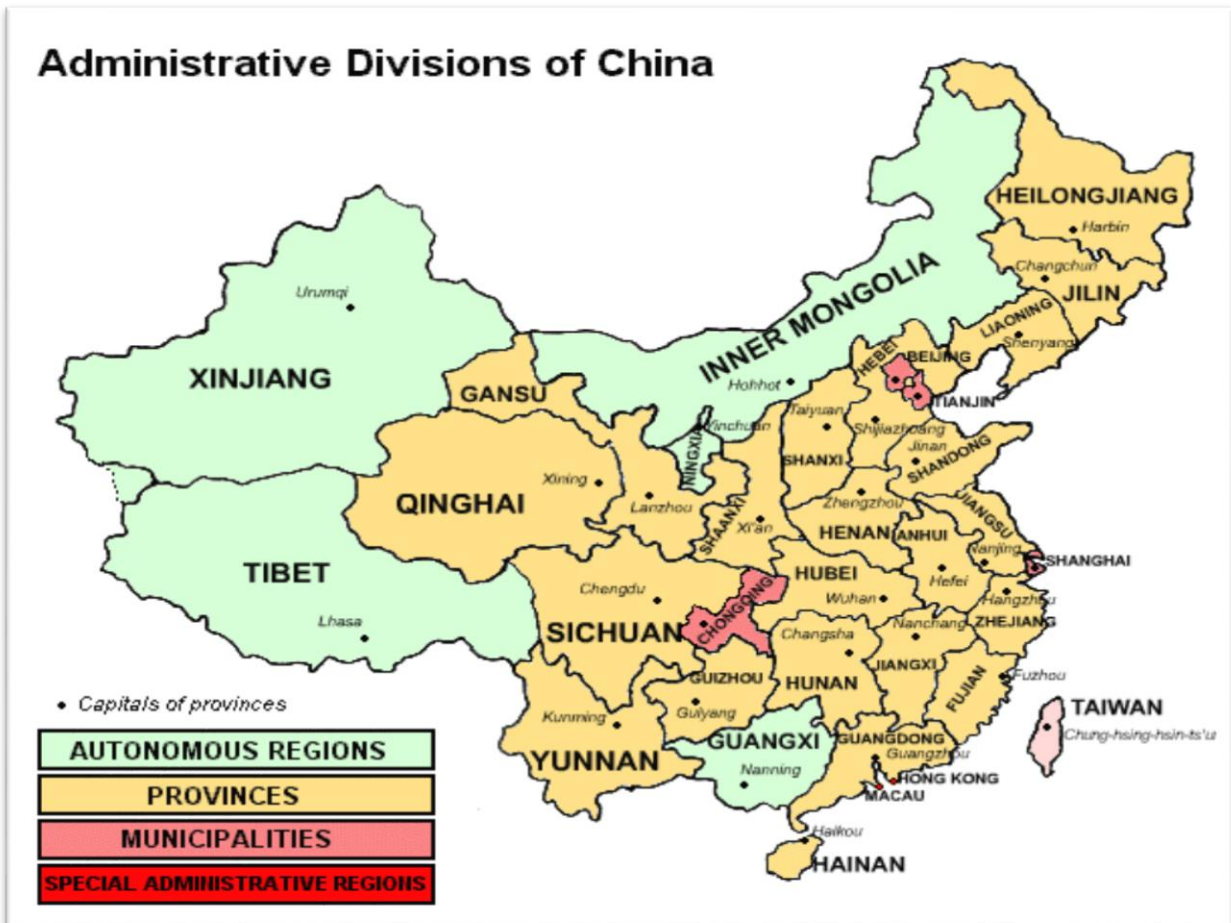 Administrative Divisions of China
HEILONGJIANG
Harbin
Changchun
JILIN
LIAONING
Shenyang
INNER MONGOLIA
Hohhot
Urumqi
XINJIANG
GANSU
HEBEI
BEIJING
TIANJIN
Taiyuan
Shijiazhuang
Yinchuan
NINGXIA
Jinan
SHANDONG
SHANXI
QINGHAI
Xining
Lanzhou
SHAANXI
Xi'an
Zhengzhou
HENAN
JIANGSU
ANHUI
Nanjing
SHANGHAI
TIBET
Lhasa
Chengdu
SICHUAN
CHONGQING
HUBEI
Wuhan
Hefei
Hangzhou
ZHEJIANG
Changsha
HUNAN
Nanchang
JIANGXI
FUJIAN
Fuzhou
GUIZHOU
Guiyang
Kunming
YUNNAN
GUANGXI
Nanning
GUANGDONG
Guangzhou
HONG KONG
MACAU
TAIWAN
Chung-hsing-hsin-ts'u
Haikou
HAINAN
Capitals of provinces
AUTONOMOUS REGIONS
PROVINCES
MUNICIPALITIES
SPECIAL ADMINISTRATIVE REGIONS